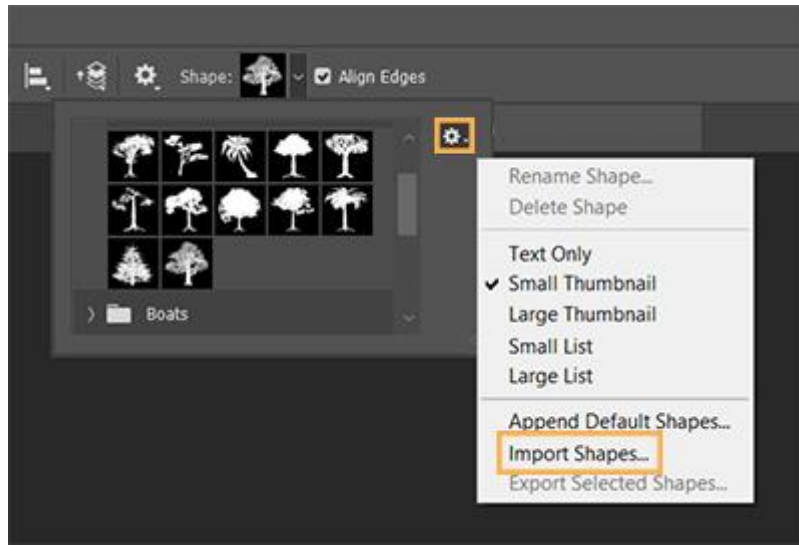 Shape:
Align Edges
Boats
Rename Shape...
Delete Shape
Text Only
Small Thumbnail
Large Thumbnail
Small List
Large List
Append Default Shapes...
Import Shapes...
Export Selected Shapes...